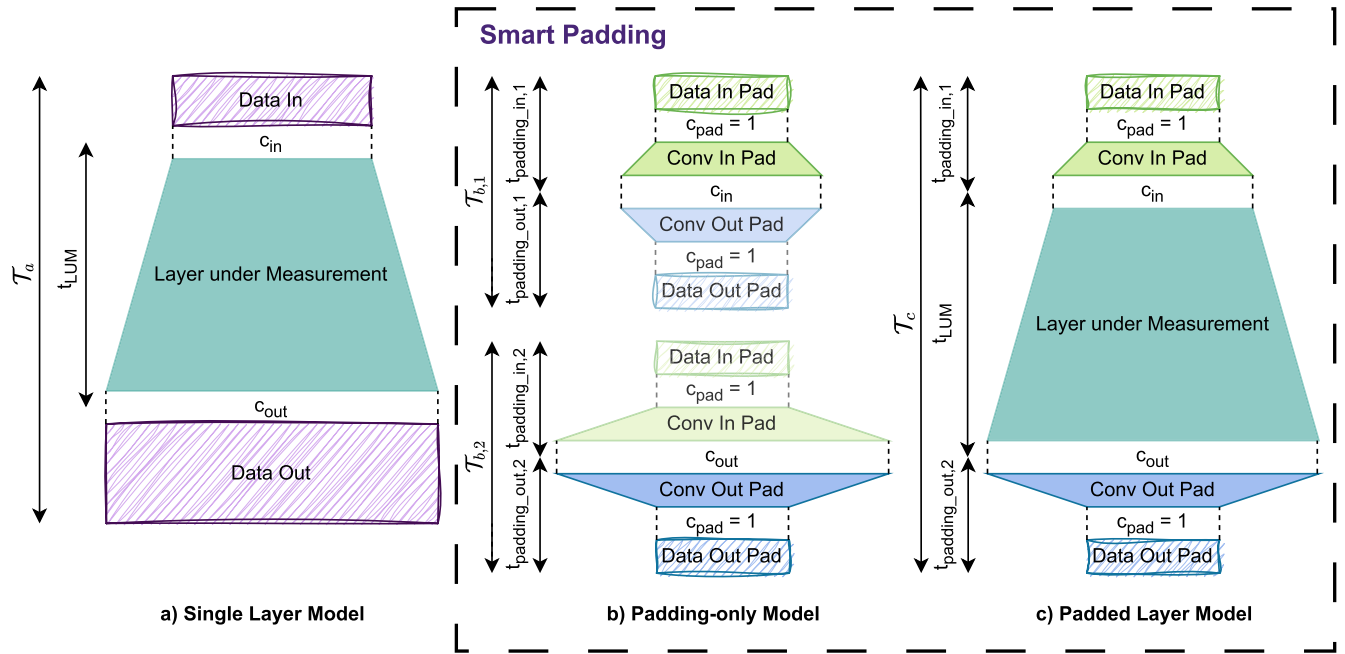 Smart Padding
𝒯a
tLUM
Data In
cin
Layer under Measurement
cout
Data Out
a) Single Layer Model
𝒯b,1
tpadding_in,1
tpadding_out,1
Data In Pad
cpad = 1
Conv In Pad
cin
Conv Out Pad
cpad = 1
Data Out Pad
𝒯b,2
tpadding_in,2
tpadding_out,2
Data In Pad
cpad = 1
Conv In Pad
cout
Conv Out Pad
cpad = 1
Data Out Pad
b) Padding-only Model
𝒯c
tpadding_in,1
tLUM
tpadding_out,2
Data In Pad
cpad = 1
Conv In Pad
cin
Layer under Measurement
cout
Conv Out Pad
cpad = 1
Data Out Pad
c) Padded Layer Model